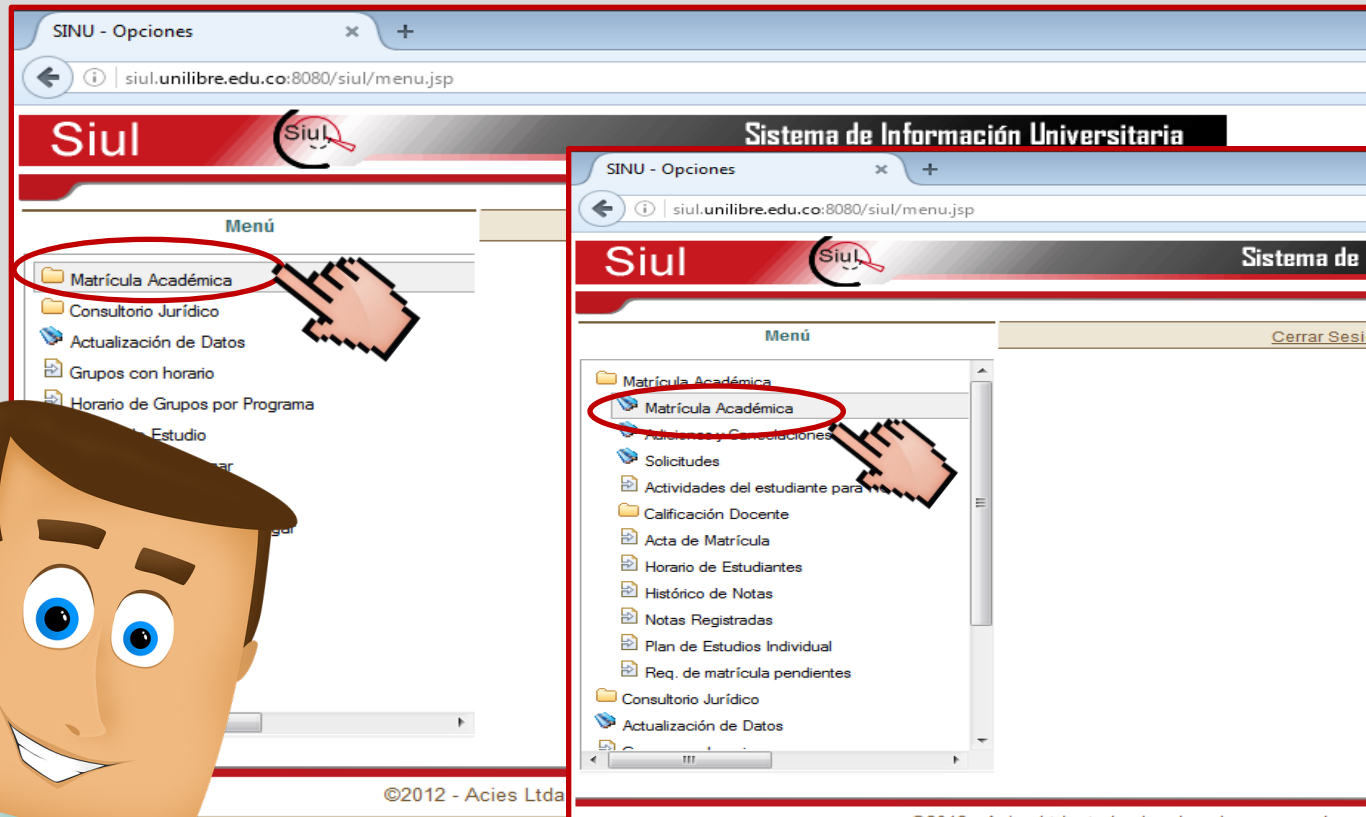 SINU - Opciones
siul.unilibre.edu.co:8080/siul/menu.jsp
Siul
Siul
Sistema de Información Universitaria
Menú
Matrícula Académica
Consultorio Jurídico
Actualización de Datos
Grupos con horario
Horario de Grupos por Programa
Estudio
©2012 - Acies Ltda
SINU - Opciones
siul.unilibre.edu.co:8080/siul/menu.jsp
Siul
Siul
Sistema de
Menú
Cerrar Sesi
Matrícula Académica
Matrícula Académica
Adiciones y Cancelaciones
Solicitudes
Actividades del estudiante para
Calificación Docente
Acta de Matrícula
Horario de Estudiantes
Histórico de Notas
Notas Registradas
Plan de Estudios Individual
Req. de matrícula pendientes
Consultorio Jurídico
Actualización de Datos